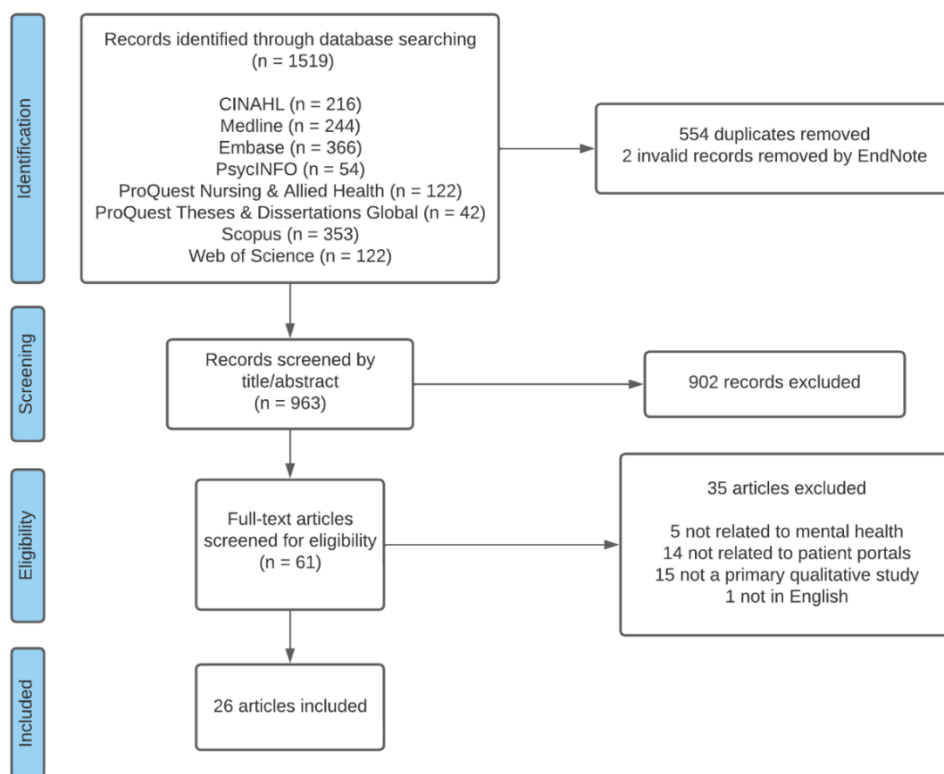 Identification
Records identified through database searching
(n = 1519)
CINAHL (n = 216)
Medline (n = 244)
Embase (n = 366)
PsycINFO (n = 54)
ProQuest Nursing & Allied Health (n = 122)
ProQuest Theses & Dissertations Global (n = 42)
Scopus (n = 353)
Web of Science (n = 122)
554 duplicates removed
2 invalid records removed by EndNote
Screening
Records screened by
title/abstract
(n = 963)
902 records excluded
Eligibility
Full-text articles
screened for eligibility
(n = 61)
35 articles excluded
5 not related to mental health
14 not related to patient portals
15 not a primary qualitative study
1 not in English
Included
26 articles included